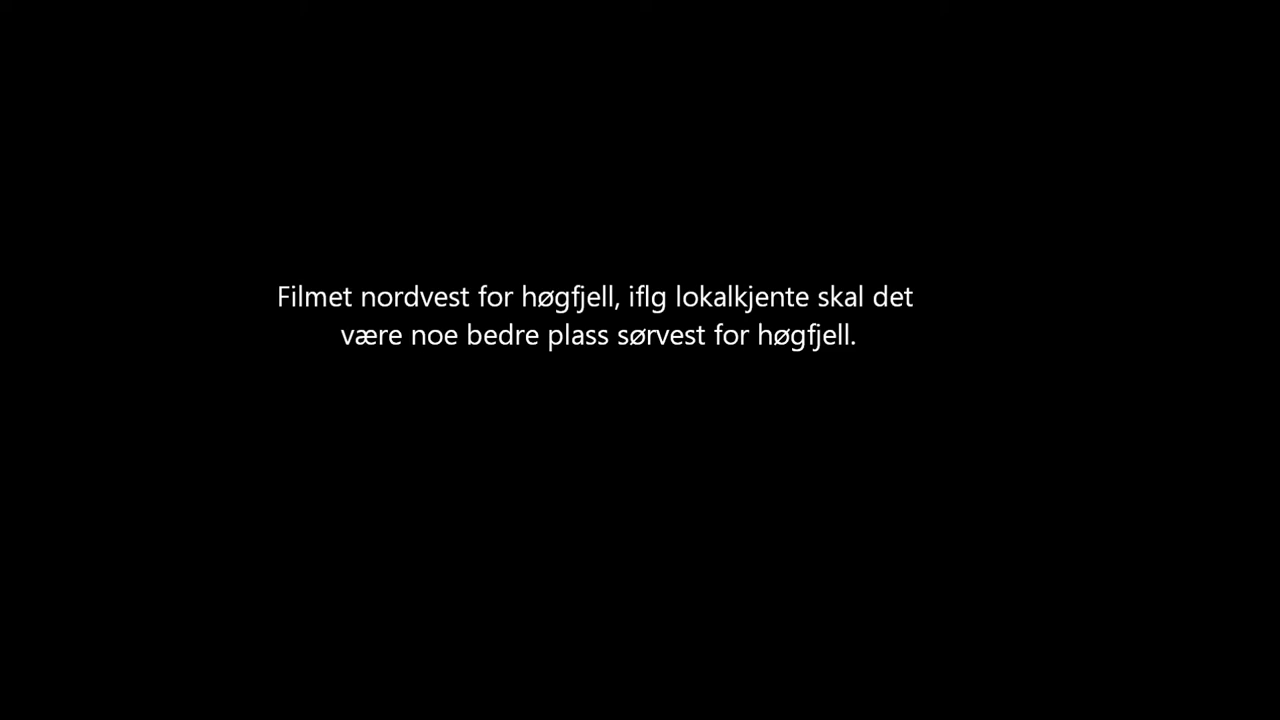 Filmet nordvest for høgfjell, iflg lokalkjente skal det
være noe bedre plass sørvest for høgfjell.